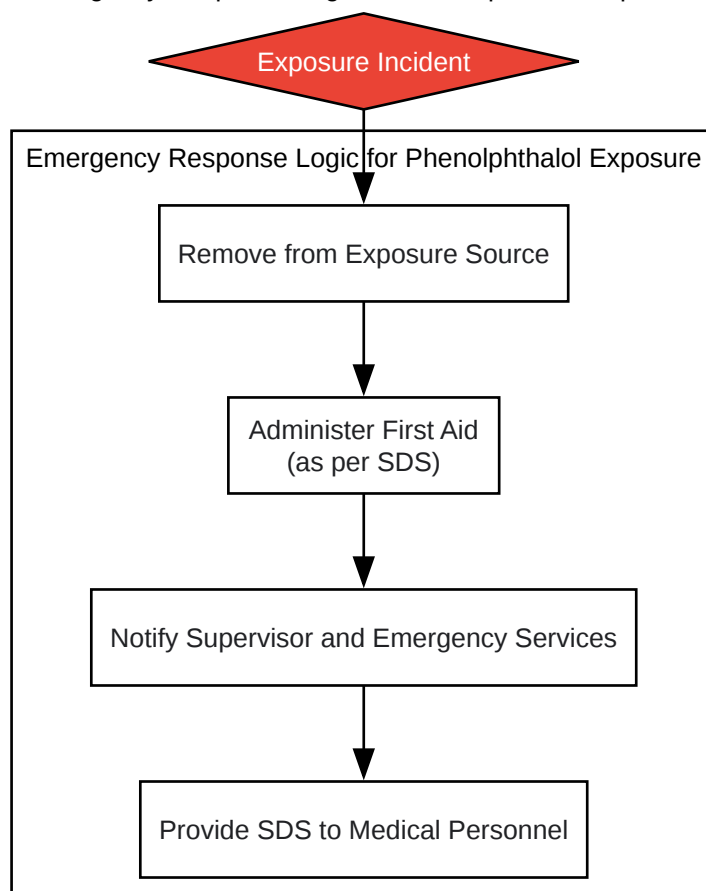 Exposure Incident
Emergency Response Logic for Phenolphthalol Exposure
Remove from Exposure Source
Administer First Aid
(as per SDS)
Notify Supervisor and Emergency Services
Provide SDS to Medical Personnel